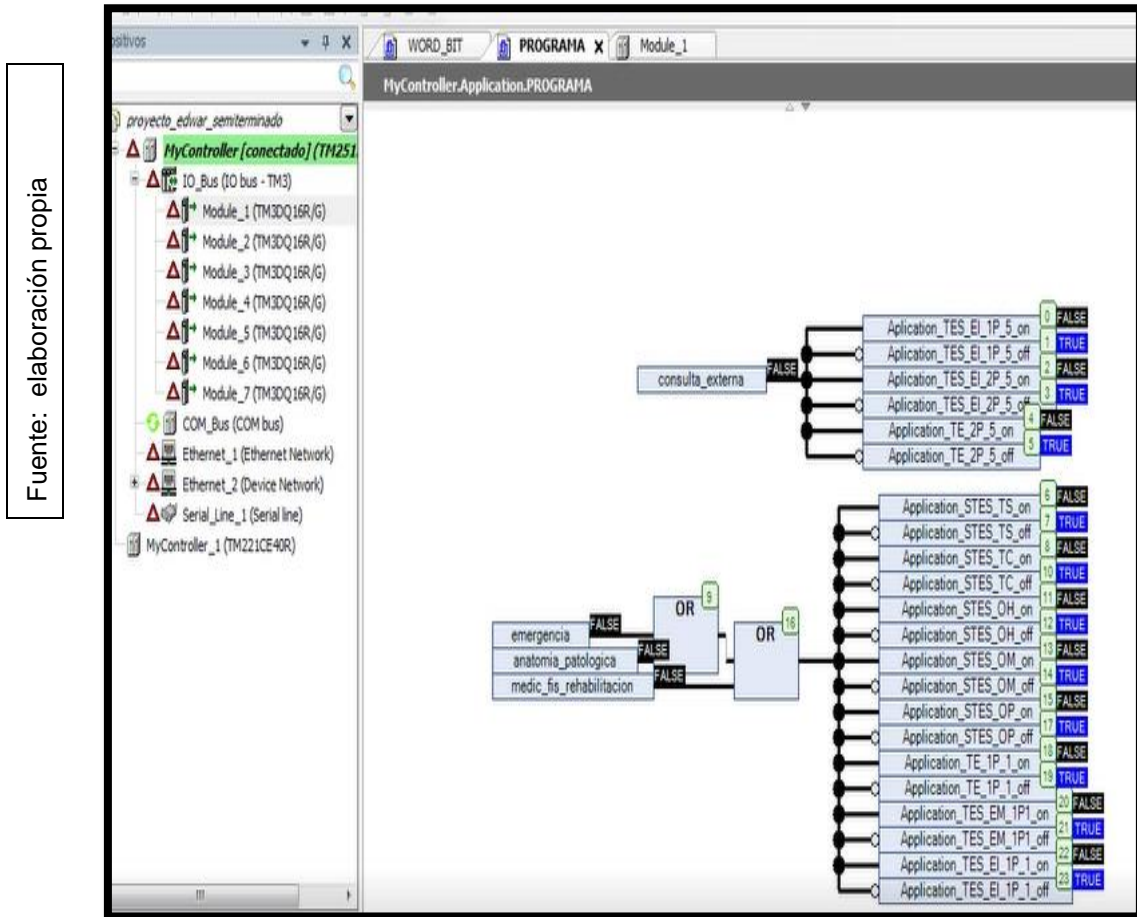 Fuente: elaboración propia
ositivos
WORD_BIT
PROGRAMA X
Module_1
MyController.Application.PROGRAMA
proyecto_edwar_semiterminado
MyController [conectado] (TM251
IO_Bus (IO bus - TM3)
Module_1 (TM3DQ16R/G)
Module_2 (TM3DQ16R/G)
Module_3 (TM3DQ16R/G)
Module_4 (TM3DQ16R/G)
Module_5 (TM3DQ16R/G)
Module_6 (TM3DQ16R/G)
Module_7 (TM3DQ16R/G)
COM_Bus (COM bus)
Ethernet_1 (Ethernet Network)
Ethernet_2 (Device Network)
Serial_Line_1 (Serial line)
MyController_1 (TM221CE40R)
consulta_externa FALSE
Aplication_TES_EI_1P_5_on 0 FALSE
Aplication_TES_EI_1P_5_off 1 TRUE
Aplication_TES_EI_2P_5_on 2 FALSE
Aplication_TES_EI_2P_5_off 3 TRUE
Application_TE_2P_5_on 4 FALSE
Application_TE_2P_5_off 5 TRUE
emergencia FALSE
anatomia_patologica FALSE
medic_fis_rehabilitacion FALSE
OR 9
OR 16
Application_STES_TS_on 6 FALSE
Application_STES_TS_off 7 TRUE
Application_STES_TC_on 8 FALSE
Application_STES_TC_off 10 TRUE
Application_STES_OH_on 11 FALSE
Application_STES_OH_off 12 TRUE
Application_STES_OM_on 13 FALSE
Application_STES_OM_off 14 TRUE
Application_STES_OP_on 15 FALSE
Application_STES_OP_off 17 TRUE
Application_TE_1P_1_on 18 FALSE
Application_TE_1P_1_off 19 TRUE
Application_TES_EM_1P1_on 20 FALSE
Application_TES_EM_1P1_off 21 TRUE
Application_TES_EI_1P_1_on 22 FALSE
Application_TES_EI_1P_1_off 23 TRUE